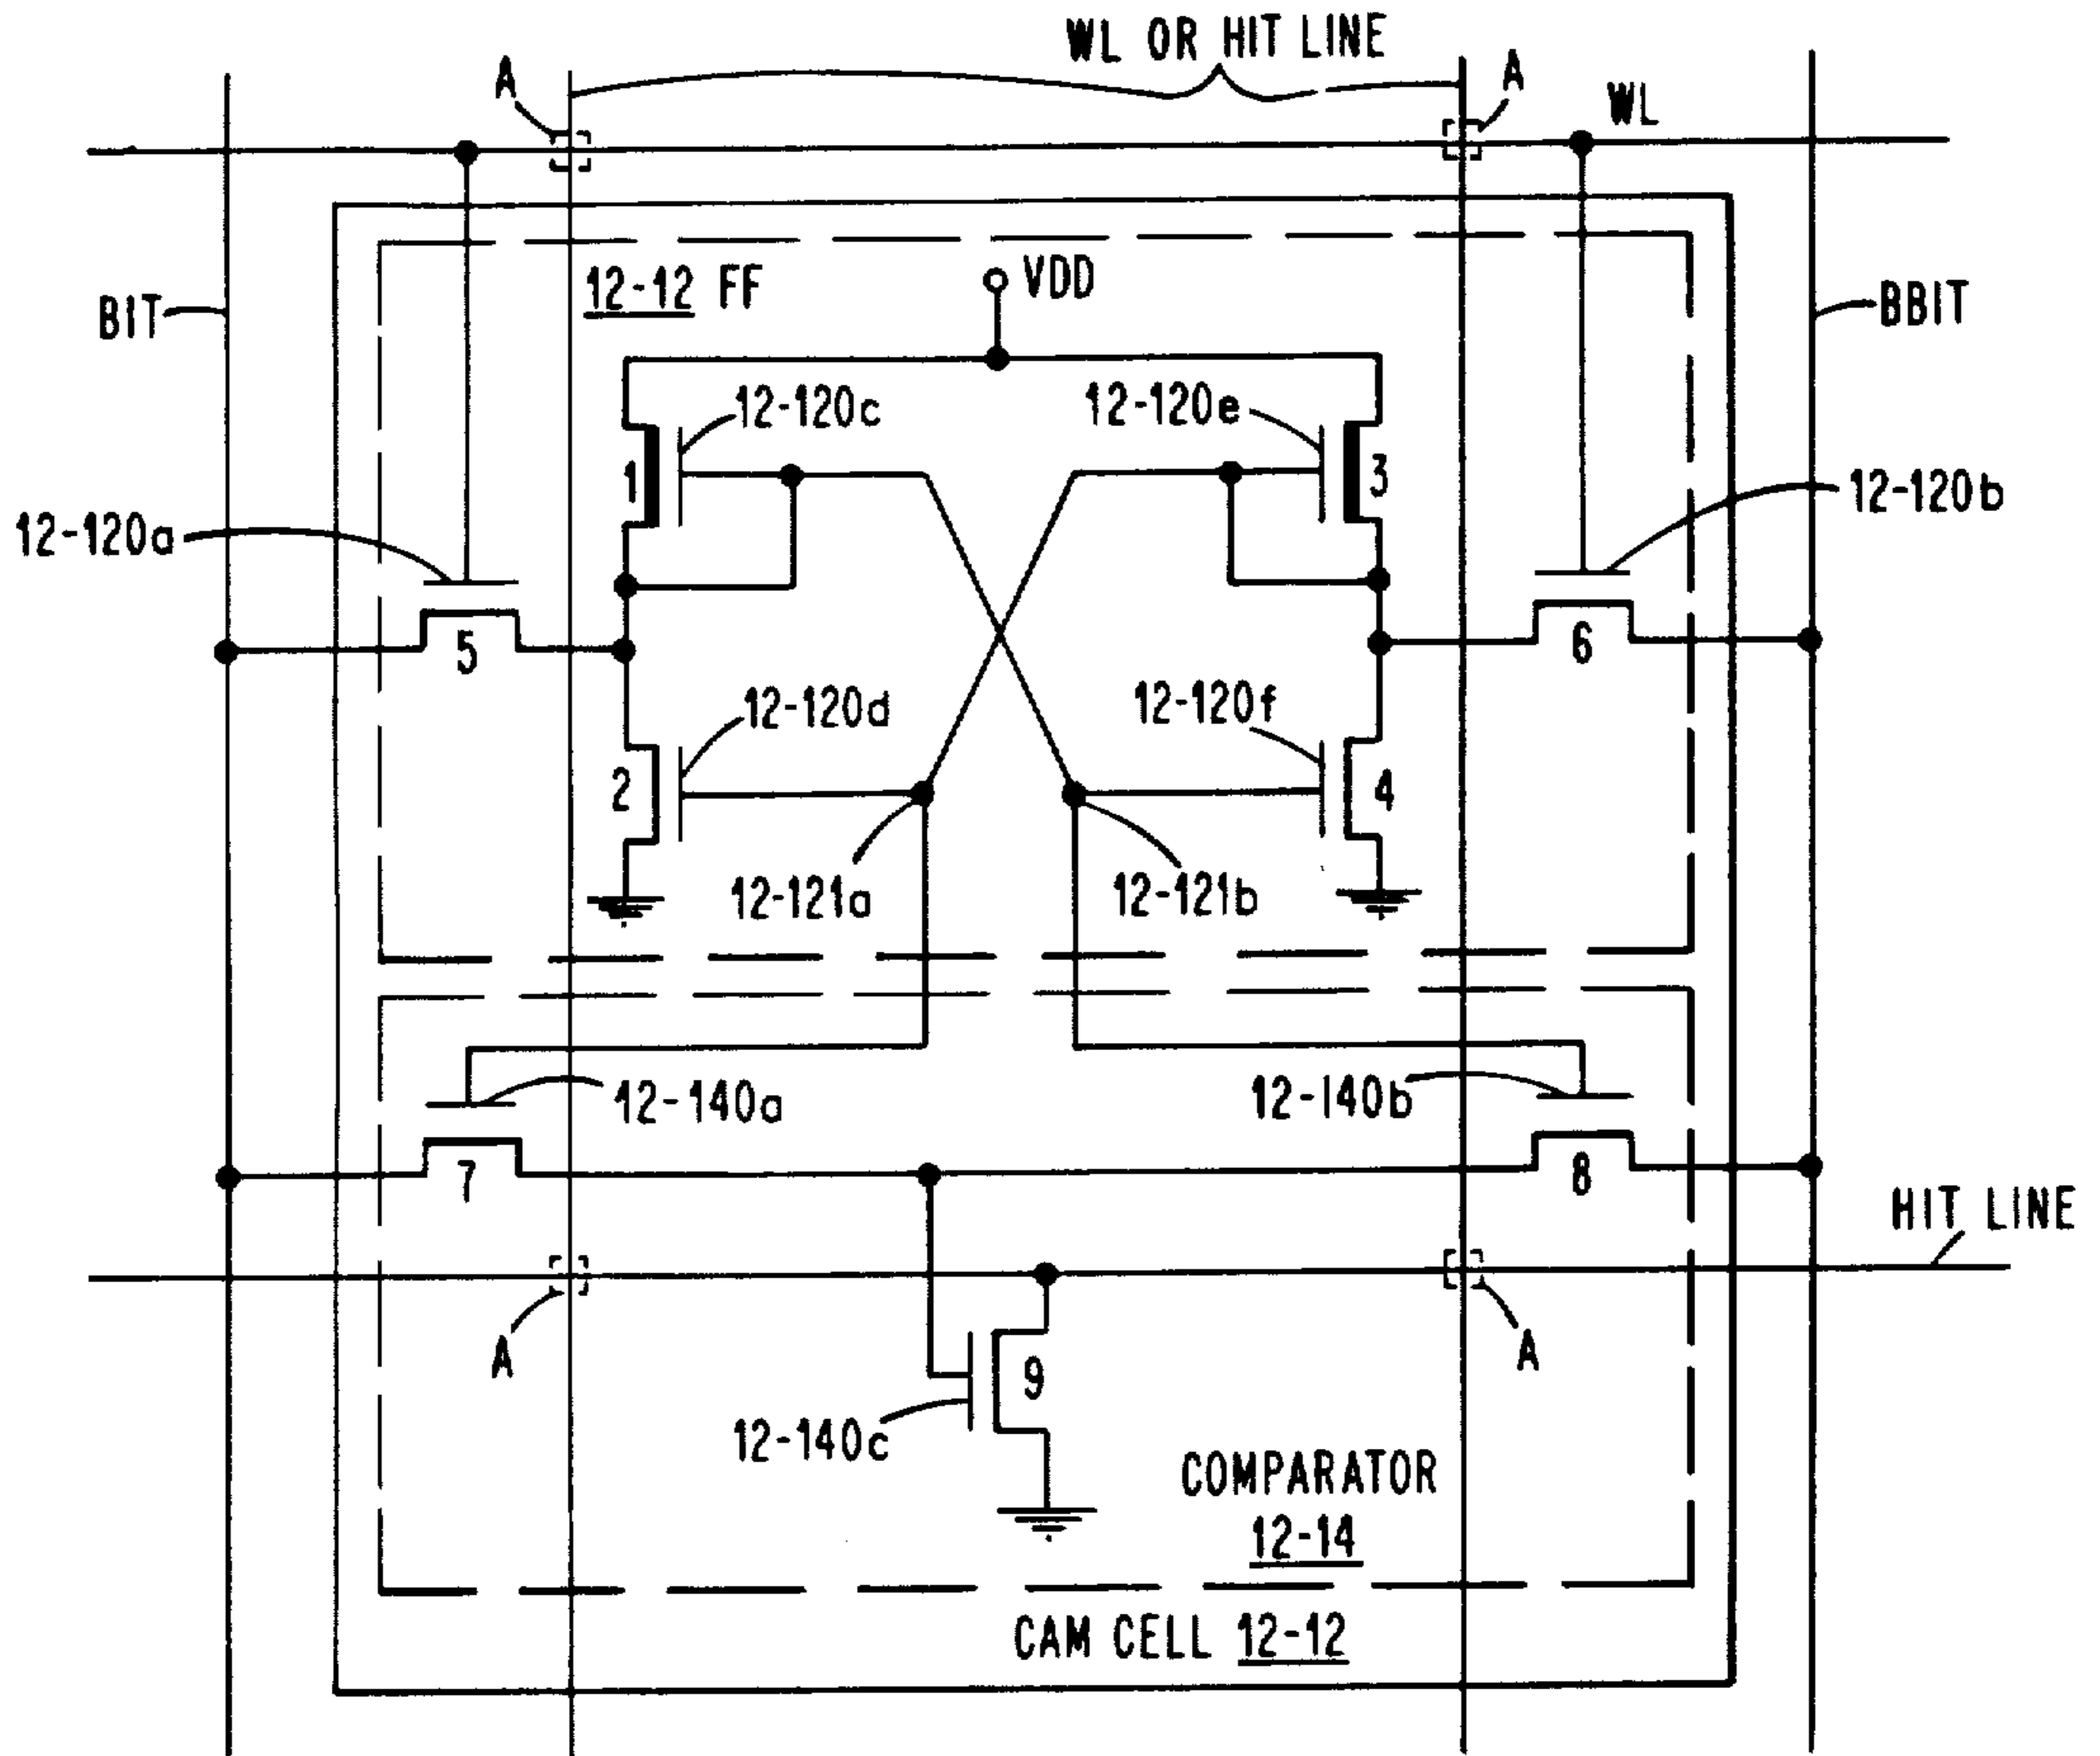 WL OR HIT LINE
A
A
WL
12-12 FF
VDD
BIT
BBIT
12-120c
12-120e
1
3
12-120b
12-120a
5
6
12-120d
12-120f
2
4
12-121a
12-121b
12-140a
12-140b
7
8
HIT LINE
A
A
9
12-140c
COMPARATOR
12-14
CAM CELL 12-12